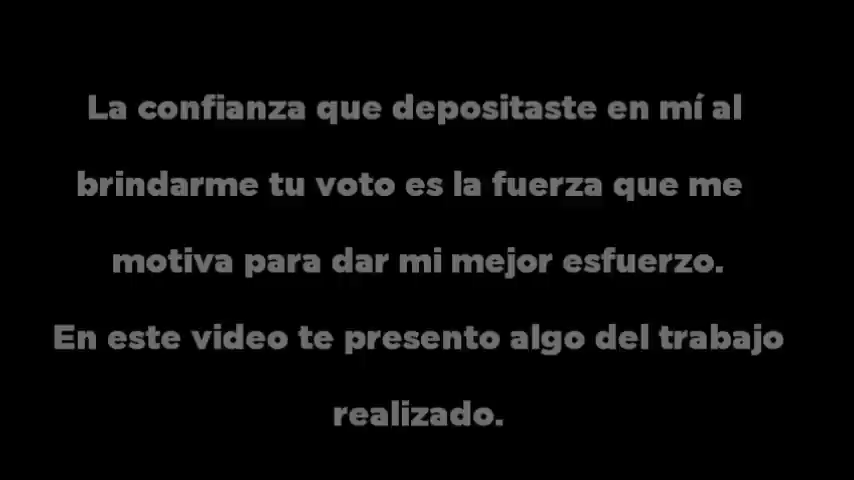 La confianza que depositaste en mí al
brindarme tu voto es la fuerza que me
motiva para dar mi mejor esfuerzo.
En este video te presento algo del trabajo
realizado.